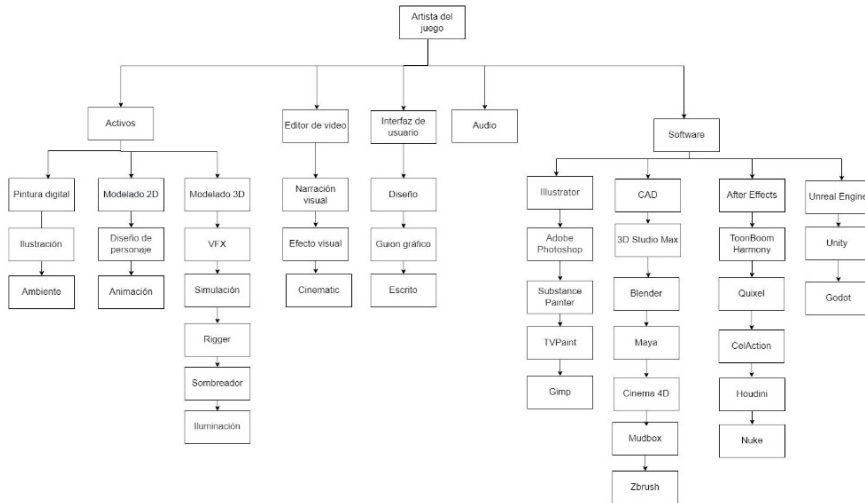 Artista del
juego
Activos
Editor de video
Interfaz de
usuario
Audio
Software
Pintura digital
Modelado 2D
Modelado 3D
Narración
visual
Diseño
Illustrator
CAD
After Effects
Unreal Engine
Ilustración
Diseño de
personaje
VFX
Efecto visual
Guion gráfico
Adobe
Photoshop
3D Studio Max
ToonBoom
Harmony
Unity
Ambiente
Animación
Simulación
Cinematic
Escrito
Substance
Painter
Blender
Quixel
Godot
Rigger
TVPaint
Maya
CelAction
Sombreador
Gimp
Cinema 4D
Houdini
Iluminación
Mudbox
Nuke
Zbrush